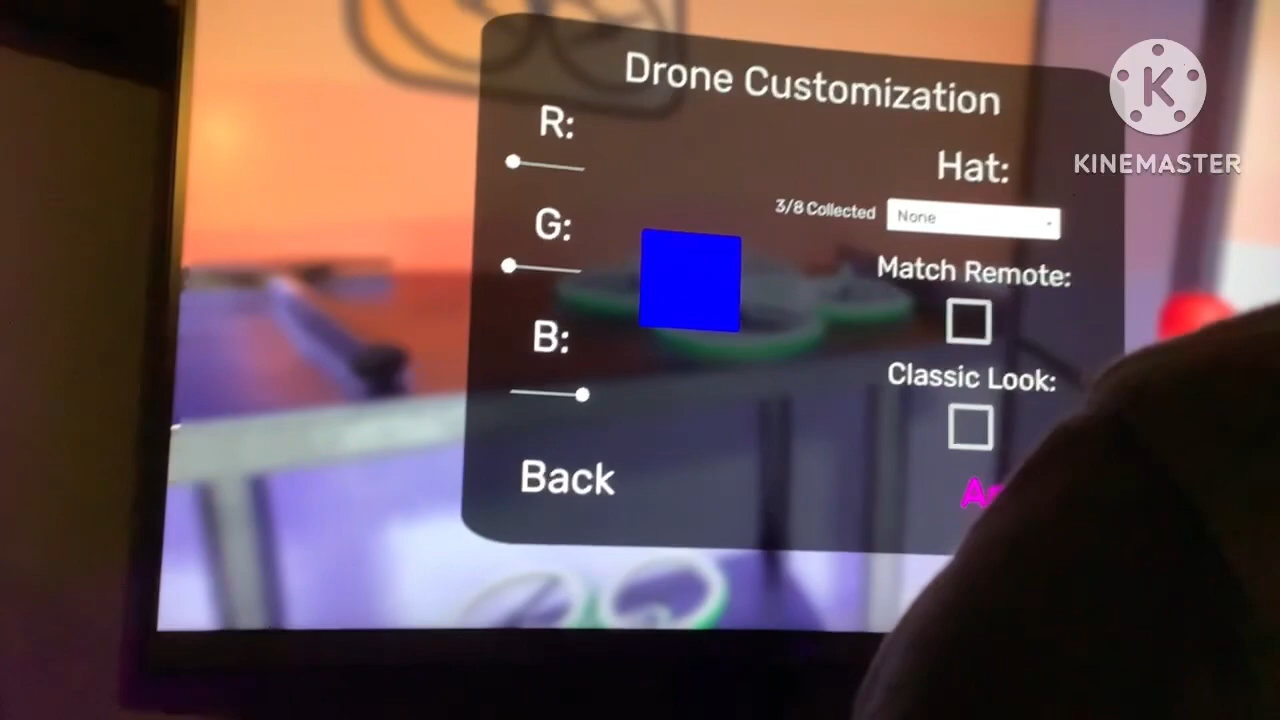 Drone Customization
R:
G:
B:
Back
Hat:
3/8 Collected
None
Match Remote:
Classic Look:
K
KINEMASTER